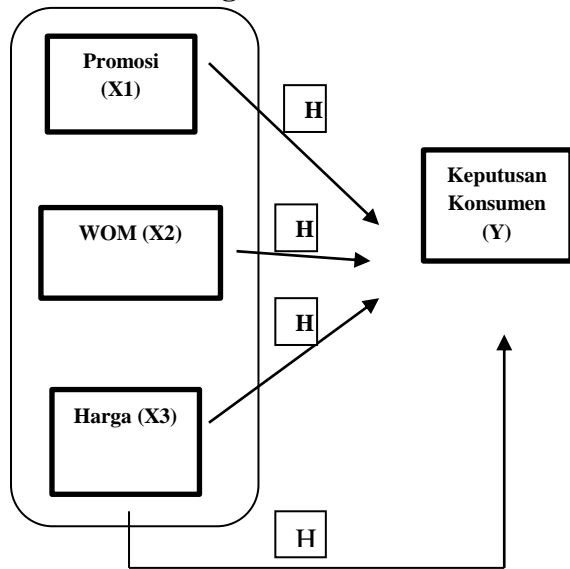 Promosi
(X1)
H
Keputusan
Konsumen
(Y)
WOM (X2)
H
H
Harga (X3)
H